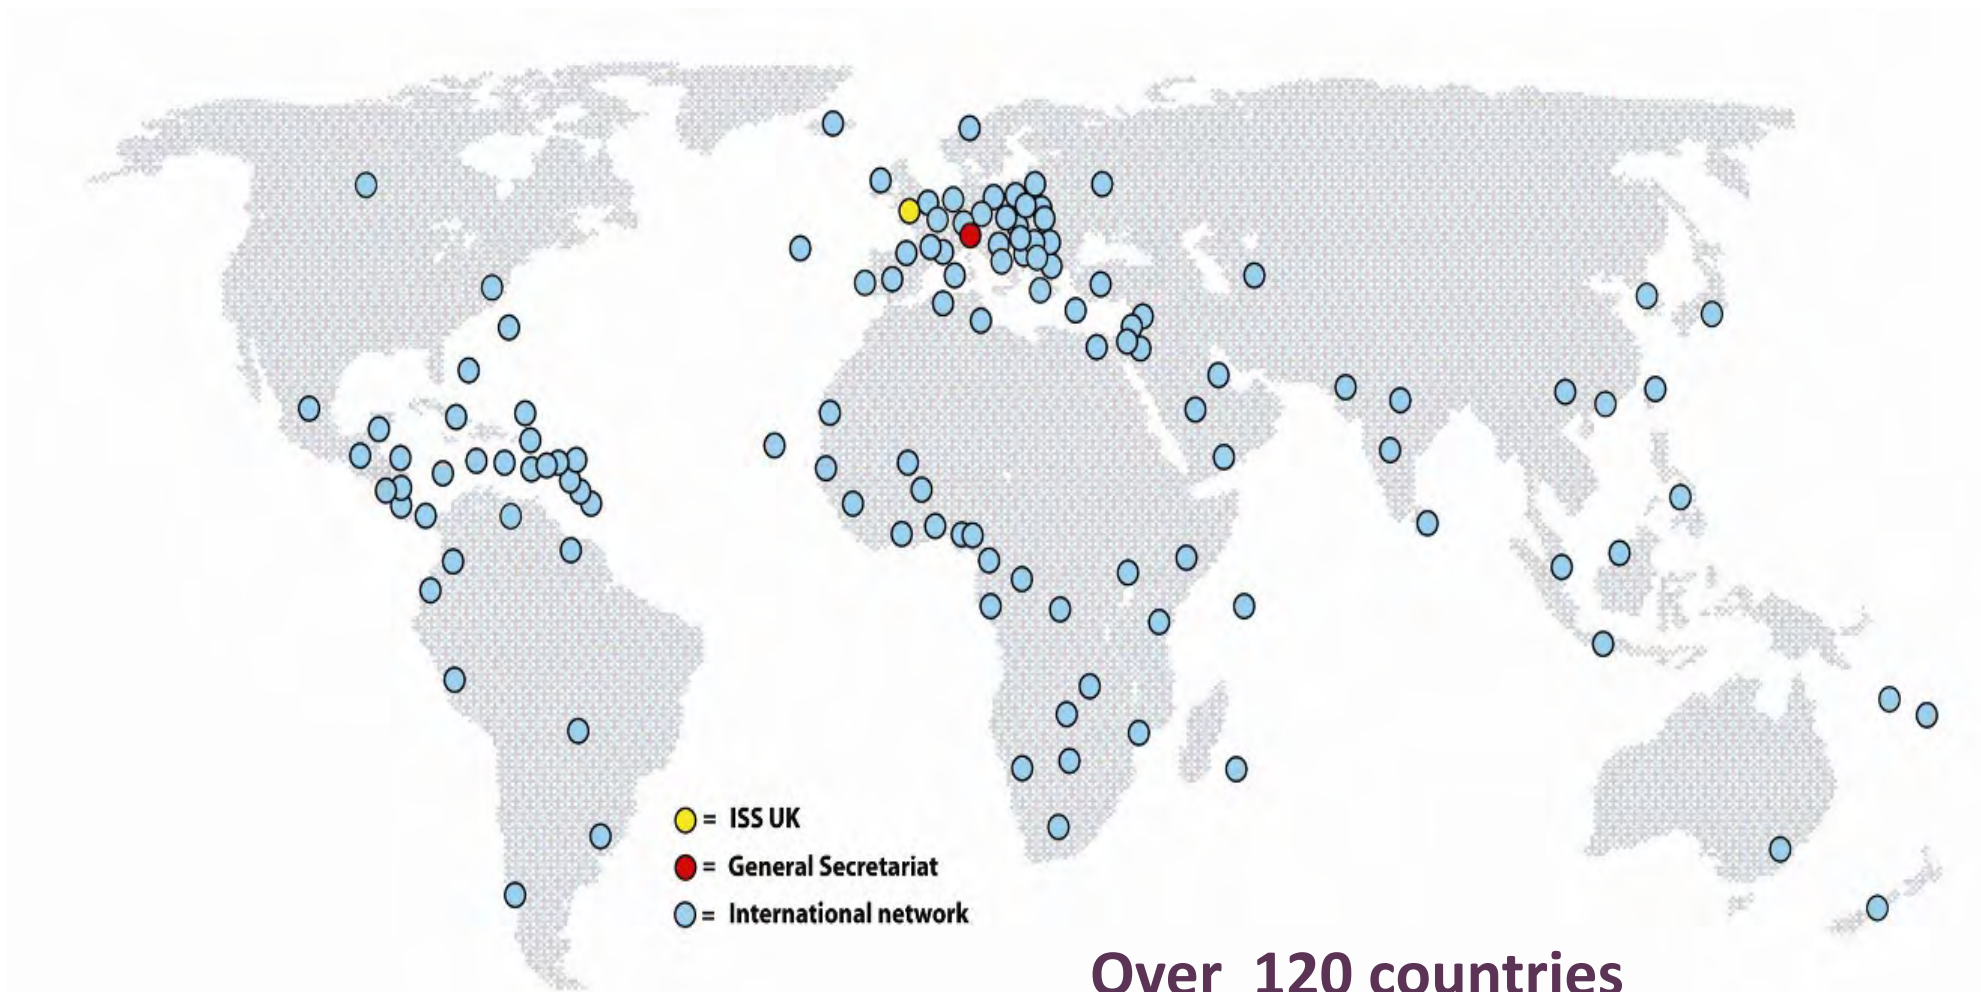 = ISS UK
= General Secretariat
= International network
Over 120 countries